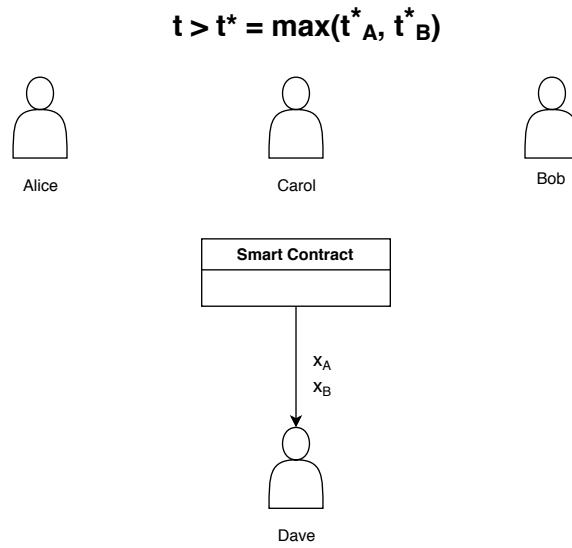 t > t* = max(t*A, t*B)
Alice
Carol
Bob
Smart Contract
xA
xB
Dave